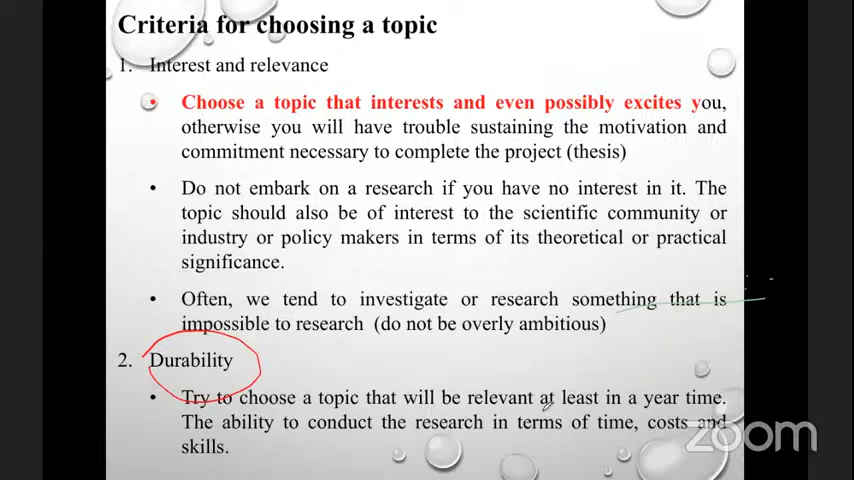 Criteria for choosing a topic
1. Interest and relevance
• Choose a topic that interests and even possibly excites you,
otherwise you will have trouble sustaining the motivation and
commitment necessary to complete the project (thesis)
• Do not embark on a research if you have no interest in it. The
topic should also be of interest to the scientific community or
industry or policy makers in terms of its theoretical or practical
significance.
• Often, we tend to investigate or research something that is
impossible to research (do not be overly ambitious)
2. Durability
• Try to choose a topic that will be relevant at least in a year time.
The ability to conduct the research in terms of time, costs and
skills.
zoom